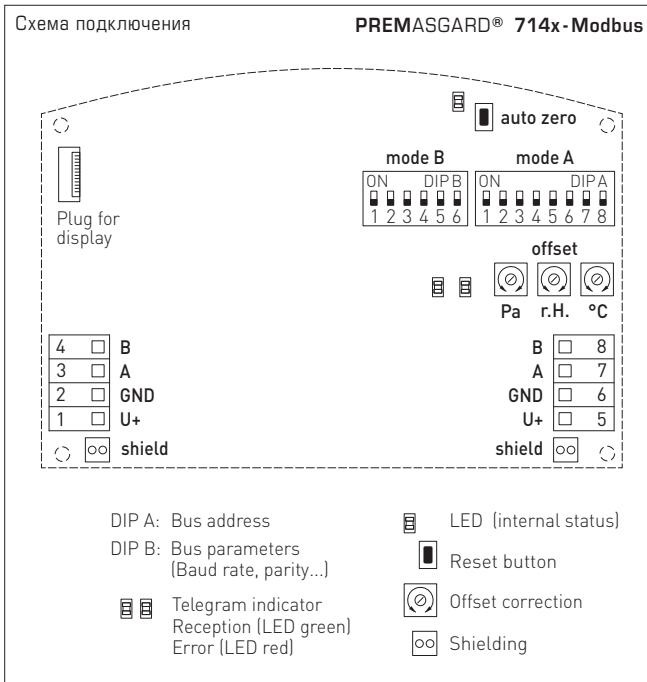 Схема подключения
PREMASGARD® 714x-Modbus
auto zero
mode B
mode A
ON DIP B
ON DIP A
1 2 3 4 5 6
1 2 3 4 5 6 7 8
Plug for
display
offset
Pa r.H. °C
4 B
3 A
2 GND
1 U+
shield
B 8
A 7
GND 6
U+ 5
shield
DIP A: Bus address
DIP B: Bus parameters
(Baud rate, parity...)
Telegram indicator
Reception (LED green)
Error (LED red)
LED (internal status)
Reset button
Offset correction
Shielding